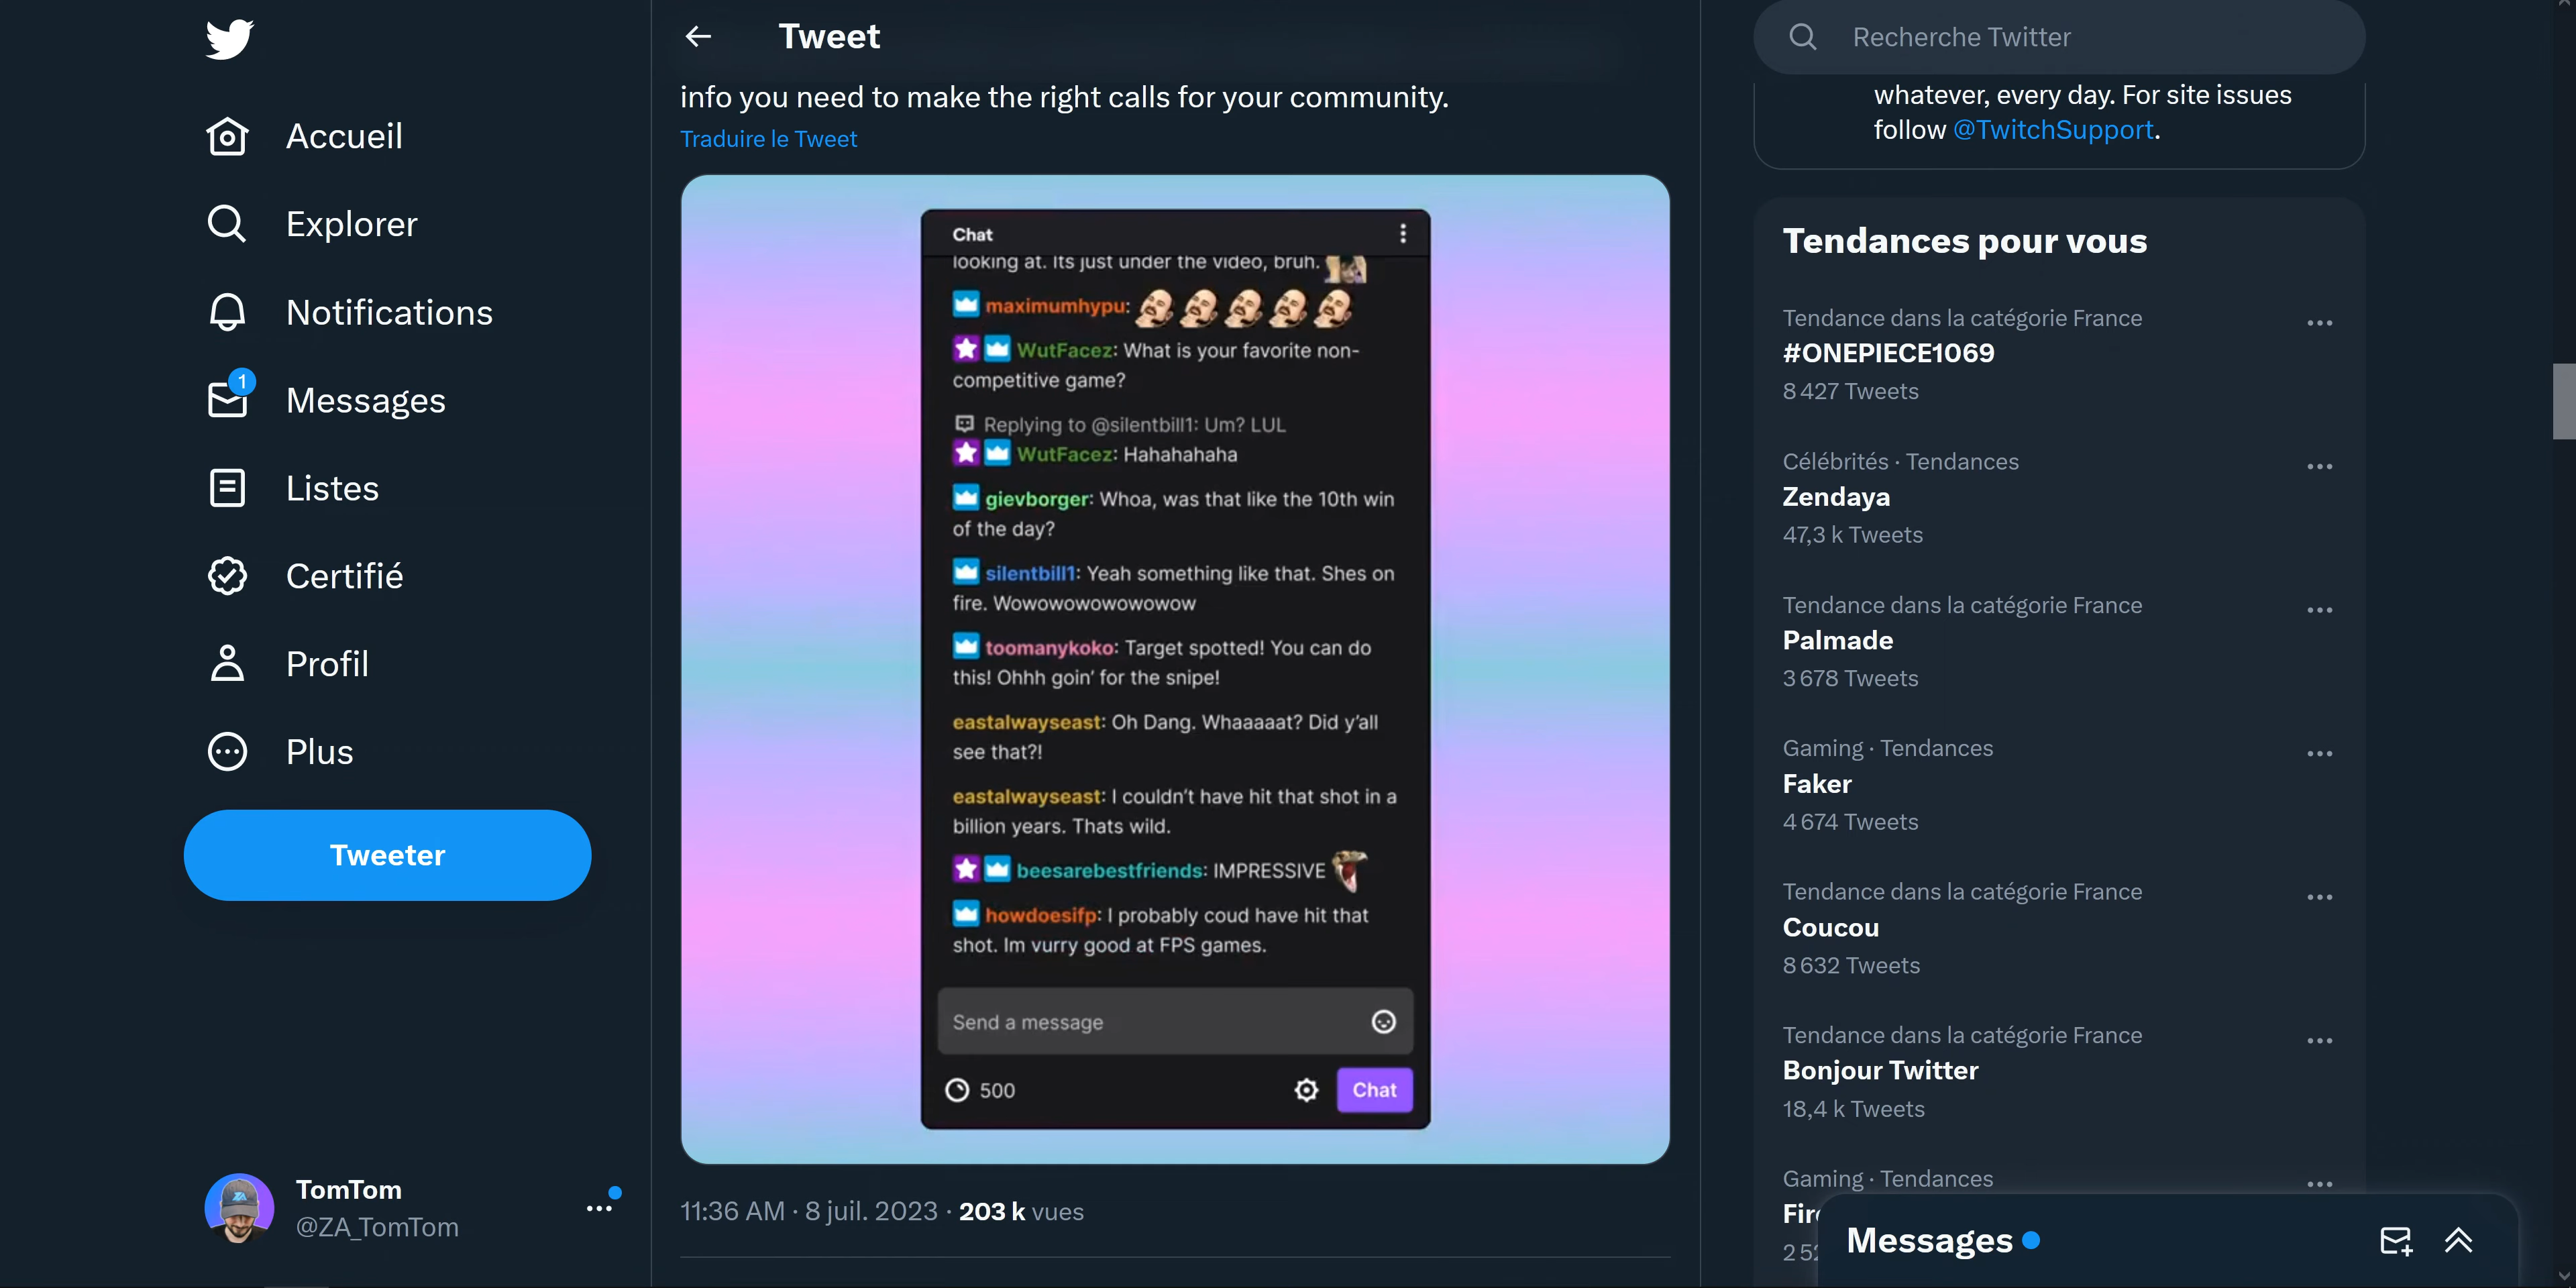 Accueil
Explorer
Notifications
1
Messages
Listes
Certifié
Profil
Plus
Tweeter
TomTom
@ZA_TomTom
Tweet
info you need to make the right calls for your community.
Traduire le Tweet
Chat
looking at. Its just under the video, bruh.
maximumhypu:
WutFacez: What is your favorite non-
competitive game?
Replying to @silentbill1: Um? LUL
WutFacez: Hahahahaha
gievborger: Whoa, was that like the 10th win
of the day?
silentbill1: Yeah something like that. Shes on
fire. Wowowowowowowow
toomanykoko: Target spotted! You can do
this! Ohhh goin’ for the snipe!
eastalwayseast: Oh Dang. Whaaaaat? Did y’all
see that?!
eastalwayseast: I couldn’t have hit that shot in a
billion years. Thats wild.
beesarebestfriends: IMPRESSIVE
howdoesifp: I probably coud have hit that
shot. Im vurry good at FPS games.
Send a message
500
Chat
11:36 AM · 8 juil. 2023 · 203 k vues
Recherche Twitter
whatever, every day. For site issues
follow @TwitchSupport.
Tendances pour vous
Tendance dans la catégorie France
#ONEPIECE1069
8 427 Tweets
Célébrités · Tendances
Zendaya
47,3 k Tweets
Tendance dans la catégorie France
Palmade
3 678 Tweets
Gaming · Tendances
Faker
4 674 Tweets
Tendance dans la catégorie France
Coucou
8 632 Tweets
Tendance dans la catégorie France
Bonjour Twitter
18,4 k Tweets
Gaming · Tendances
Messages